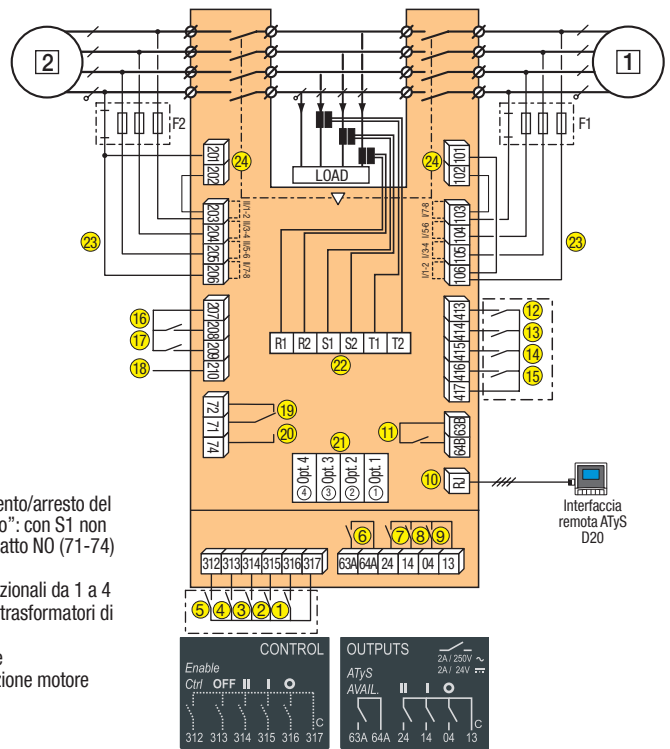 2
1
F2
F1
201
202
24
24
101
102
LOAD
203
204
205
206
II/1-2
II/3-4
II/5-6
II/7-8
I/7-8
I/5-6
I/3-4
I/1-2
103
104
105
106
23
23
16
17
18
207
208
209
210
R1 R2 S1 S2 T1 T2
22
413
414
415
416
417
12
13
14
15
72
71
74
19
20
21
Opt. 4 Opt. 3 Opt. 2 Opt. 1
4 3 2 1
11
63B
64B
10
RJ
Interfaccia
remota ATyS
D20
ento/arresto del
o”: con S1 non
atto NO (71-74)
zionali da 1 a 4
trasformatori di
e
zione motore
6 7 8 9
312 313 314 315 316 317
63A 64A 24 14 04 13
5 4 3 2 1
CONTROL
Enable
Ctrl OFF II I O
C
312 313 314 315 316 317
OUTPUTS
2A / 250V ~
2A / 24V ⎓
ATyS
AVAIL. II I O
C
63A 64A 24 14 04 13